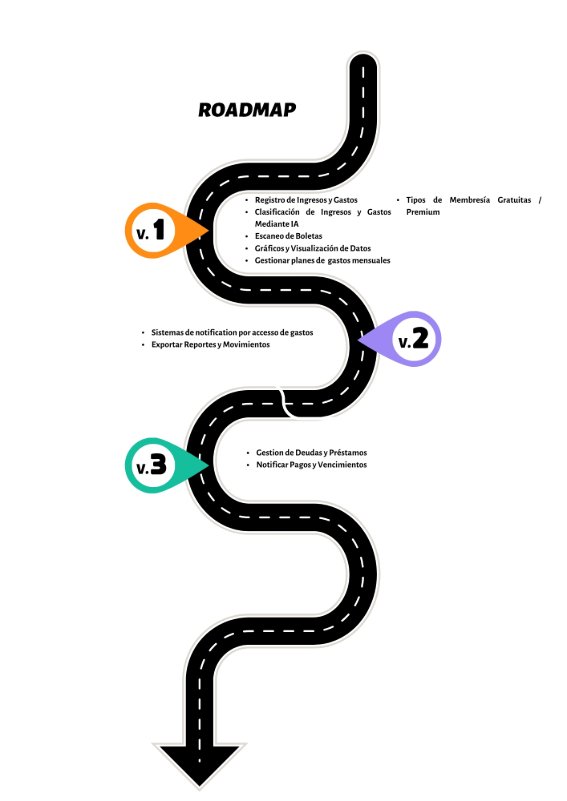 ROADMAP
v. 1
• Registro de Ingresos y Gastos
• Clasificación de Ingresos y Gastos
Mediante IA
• Escaneo de Boletas
• Gráficos y Visualización de Datos
• Gestionar planes de gastos mensuales
• Tipos de Membresía Gratuitas /
Premium
• Sistemas de notification por accesso de gastos
• Exportar Reportes y Movimientos
v.2
v.3
• Gestion de Deudas y Préstamos
• Notificar Pagos y Vencimientos